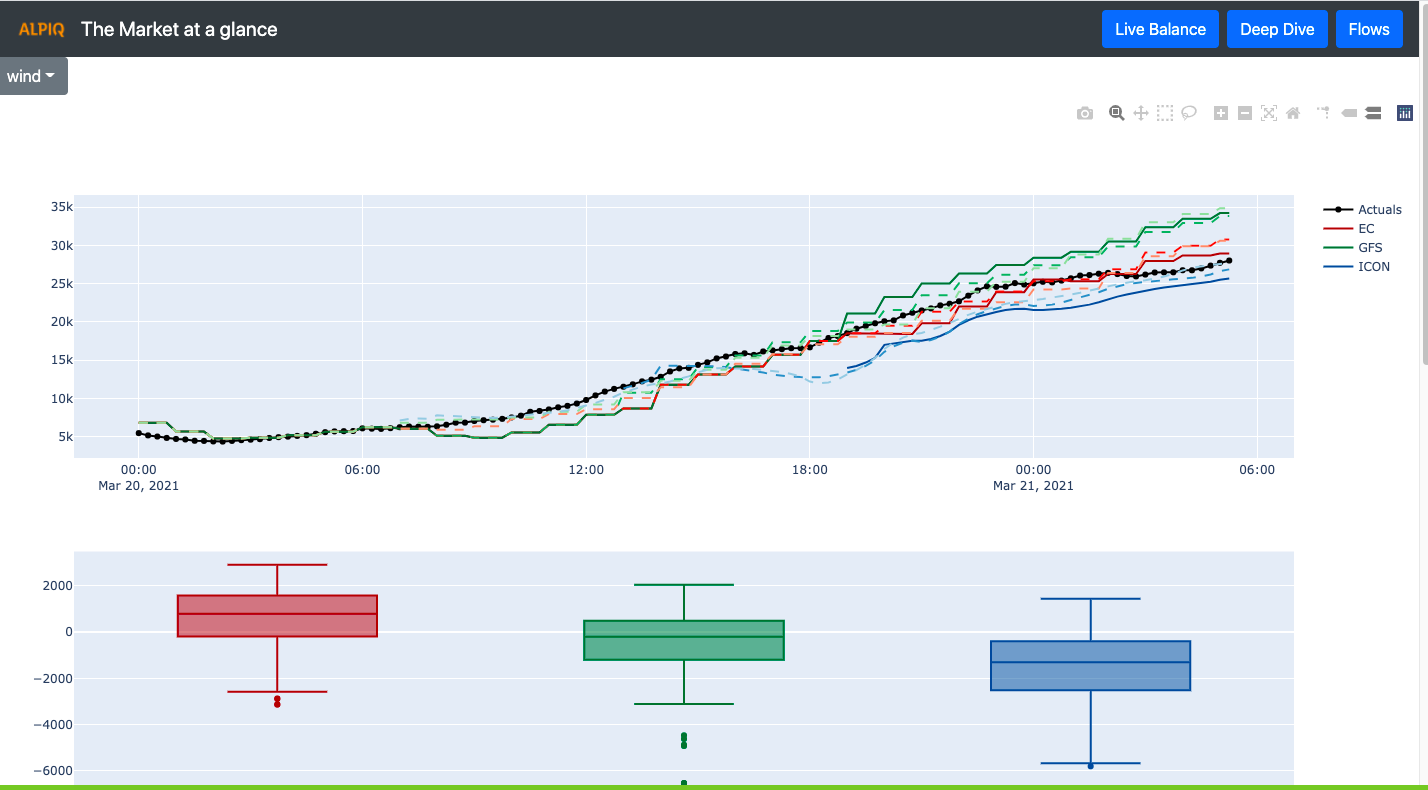 ALPIQ The Market at a glance Live Balance Deep Dive Flows
wind
35k
30k
25k
20k
15k
10k
5k
Actuals
EC
GFS
ICON
00:00 06:00 12:00 18:00 00:00 06:00
Mar 20, 2021 Mar 21, 2021
2000
0
−2000
−4000
−6000